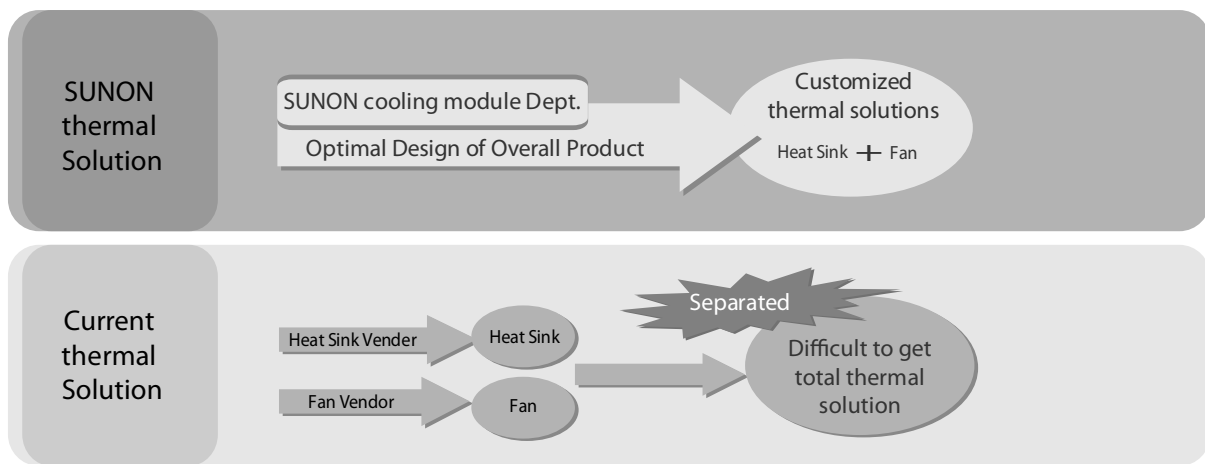 SUNON
thermal
Solution
SUNON cooling module Dept.
Optimal Design of Overall Product
Customized
thermal solutions
Heat Sink + Fan
Current
thermal
Solution
Heat Sink Vender
Heat Sink
Fan Vendor
Fan
Separated
Difficult to get
total thermal
solution